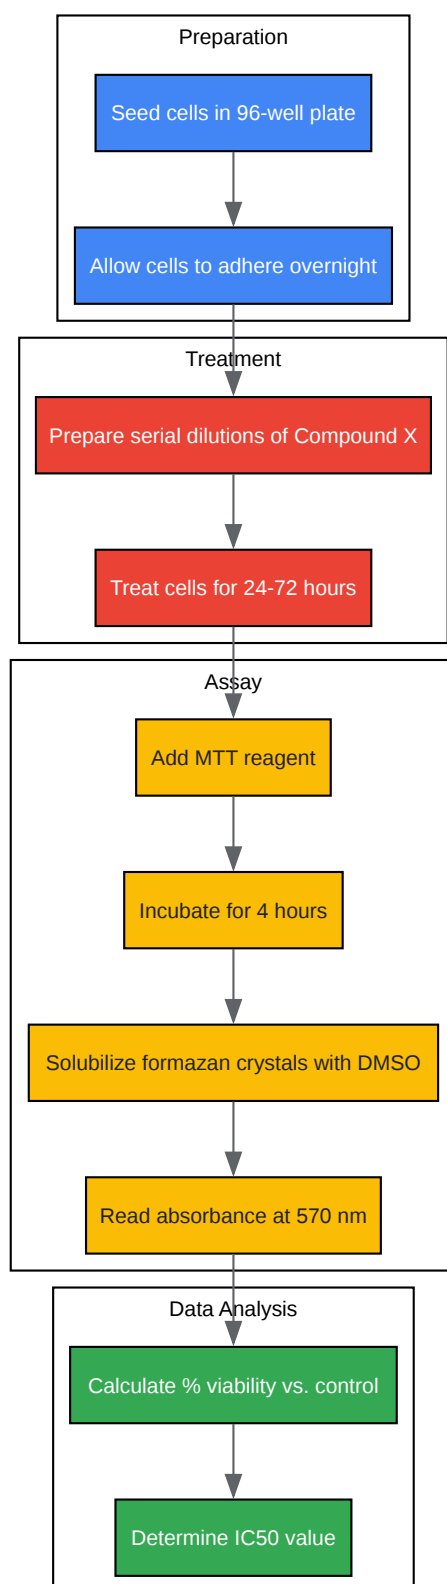 Preparation
Seed cells in 96-well plate
Allow cells to adhere overnight
Treatment
Prepare serial dilutions of Compound X
Treat cells for 24-72 hours
Assay
Add MTT reagent
Incubate for 4 hours
Solubilize formazan crystals with DMSO
Read absorbance at 570 nm
Data Analysis
Calculate % viability vs. control
Determine IC50 value